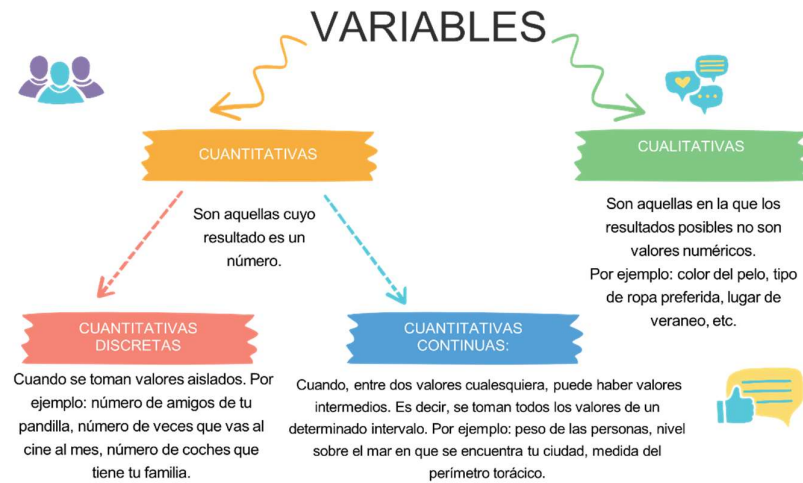 VARIABLES
CUANTITATIVAS
Son aquellas cuyo
resultado es un
número.
CUALITATIVAS
Son aquellas en la que los
resultados posibles no son
valores numéricos.
Por ejemplo: color del pelo, tipo
de ropa preferida, lugar de
veraneo, etc.
CUANTITATIVAS
DISCRETAS
Cuando se toman valores aislados. Por
ejemplo: número de amigos de tu
pandilla, número de veces que vas al
cine al mes, número de coches que
tiene tu familia.
CUANTITATIVAS
CONTINUAS:
Cuando, entre dos valores cualesquiera, puede haber valores
intermedios. Es decir, se toman todos los valores de un
determinado intervalo. Por ejemplo: peso de las personas, nivel
sobre el mar en que se encuentra tu ciudad, medida del
perímetro torácico.